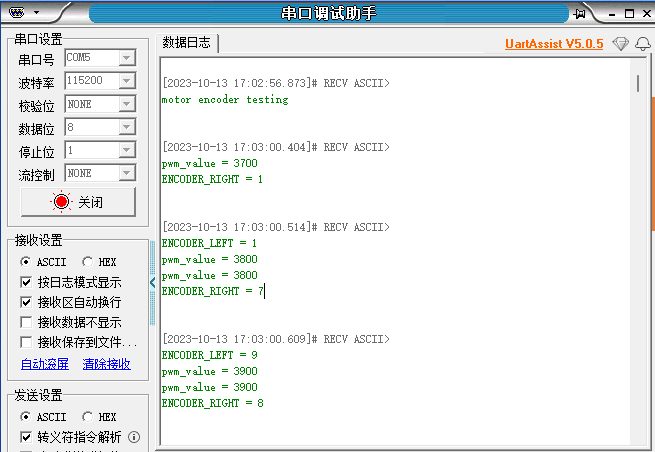 串口调试助手
串口设置
串口号 COM5
波特率 115200
校验位 NONE
数据位 8
停止位 1
流控制 NONE
关闭
接收设置
ASCII HEX
按日志模式显示
接收区自动换行
接收数据不显示
接收保存到文件...
自动滚屏 清除接收
发送设置
ASCII HEX
转义符指令解析
数据日志
UartAssist V5.0.5
[2023-10-13 17:02:56.873]# RECV ASCII>
motor encoder testing
[2023-10-13 17:03:00.404]# RECV ASCII>
pwm_value = 3700
ENCODER_RIGHT = 1
[2023-10-13 17:03:00.514]# RECV ASCII>
ENCODER_LEFT = 1
pwm_value = 3800
pwm_value = 3800
ENCODER_RIGHT = 7
[2023-10-13 17:03:00.609]# RECV ASCII>
ENCODER_LEFT = 9
pwm_value = 3900
pwm_value = 3900
ENCODER_RIGHT = 8